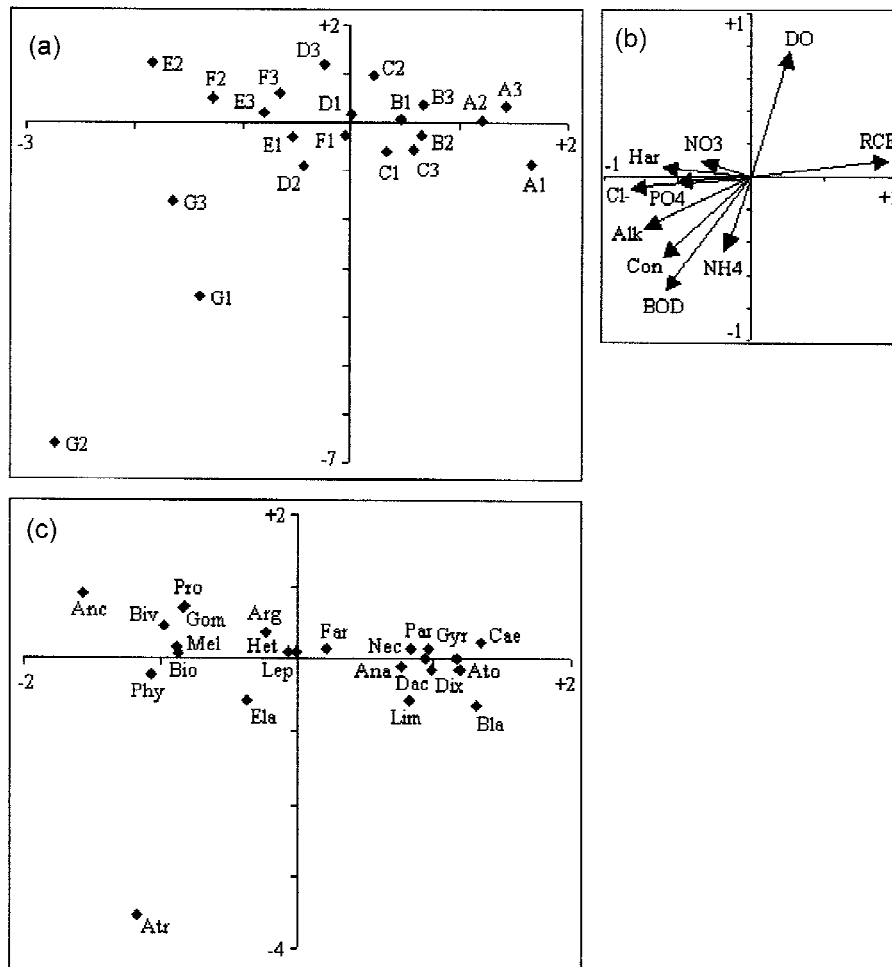 (a)
+2
E2
D3
C2
F2
F3
A3
E3
D1
B1
B3
A2
-3
+2
E1
F1
B2
D2
C1
C3
A1
G3
G1
G2
-7
(b)
+1
DO
NO3
RCE
Har
-1
Cl-
PO4
Alk
Con
NH4
BOD
-1
(c)
+2
Anc
Pro
Biv
Gom
Arg
Mel
Het
Far
Nec
Par
Gyr
Cae
-2
+2
Bio
Lep
Ana
Ato
Phy
Dac
Dix
Ela
Lim
Bla
Atr
-4